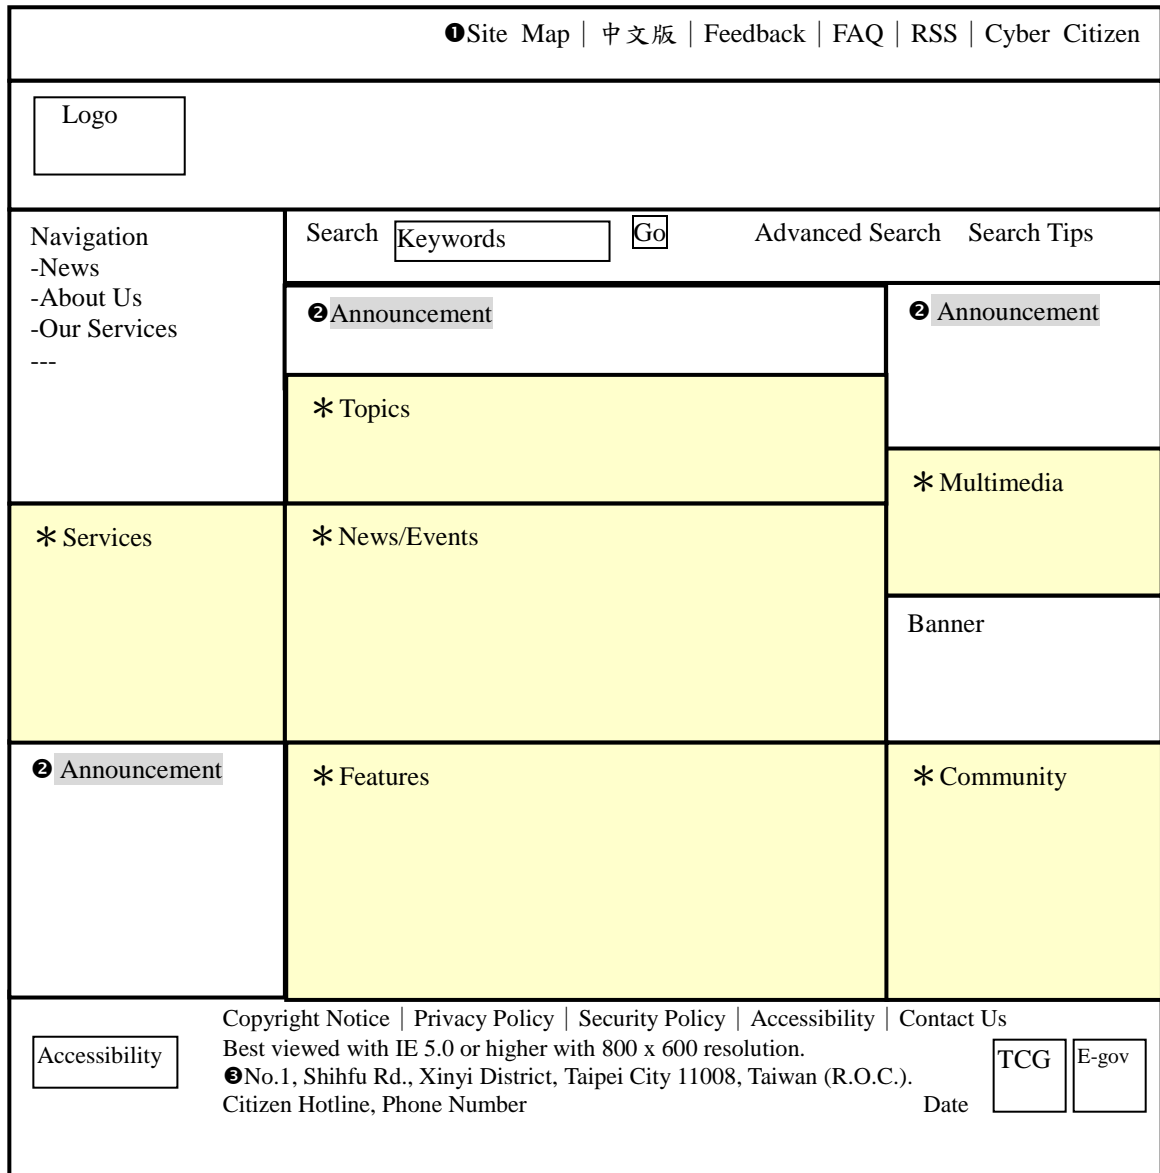 ❶Site Map｜中文版｜Feedback｜FAQ｜RSS｜Cyber Citizen
Logo
Navigation
-News
-About Us
-Our Services
---
Search Keywords Go Advanced Search Search Tips
❷Announcement
❷ Announcement
＊Topics
＊Multimedia
＊Services
＊News/Events
Banner
❷ Announcement
＊Features
＊Community
Accessibility
Copyright Notice｜Privacy Policy｜Security Policy｜Accessibility｜Contact Us
Best viewed with IE 5.0 or higher with 800 x 600 resolution.
❸No.1, Shihfu Rd., Xinyi District, Taipei City 11008, Taiwan (R.O.C.).
Citizen Hotline, Phone Number Date
TCG
E-gov